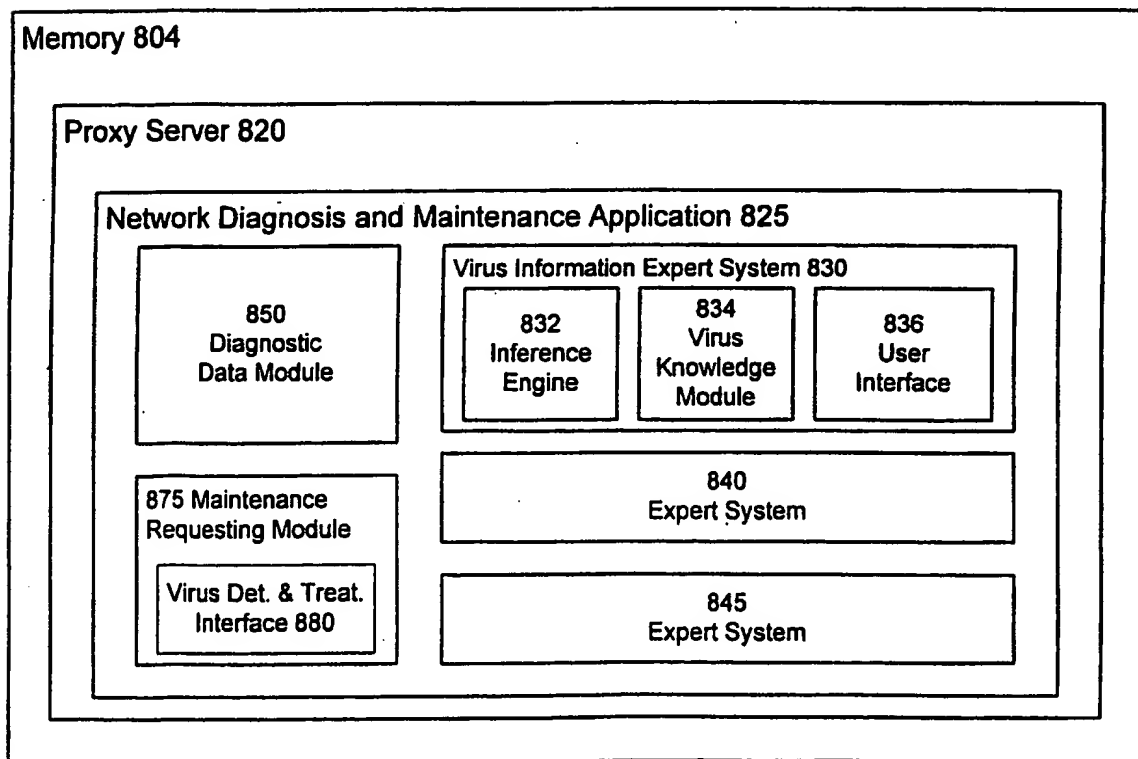 Memory 804
Proxy Server 820
Network Diagnosis and Maintenance Application 825
850
Diagnostic
Data Module
Virus Information Expert System 830
832
Inference
Engine
834
Virus
Knowledge
Module
836
User
Interface
875 Maintenance
Requesting Module
Virus Det. & Treat.
Interface 880
840
Expert System
845
Expert System